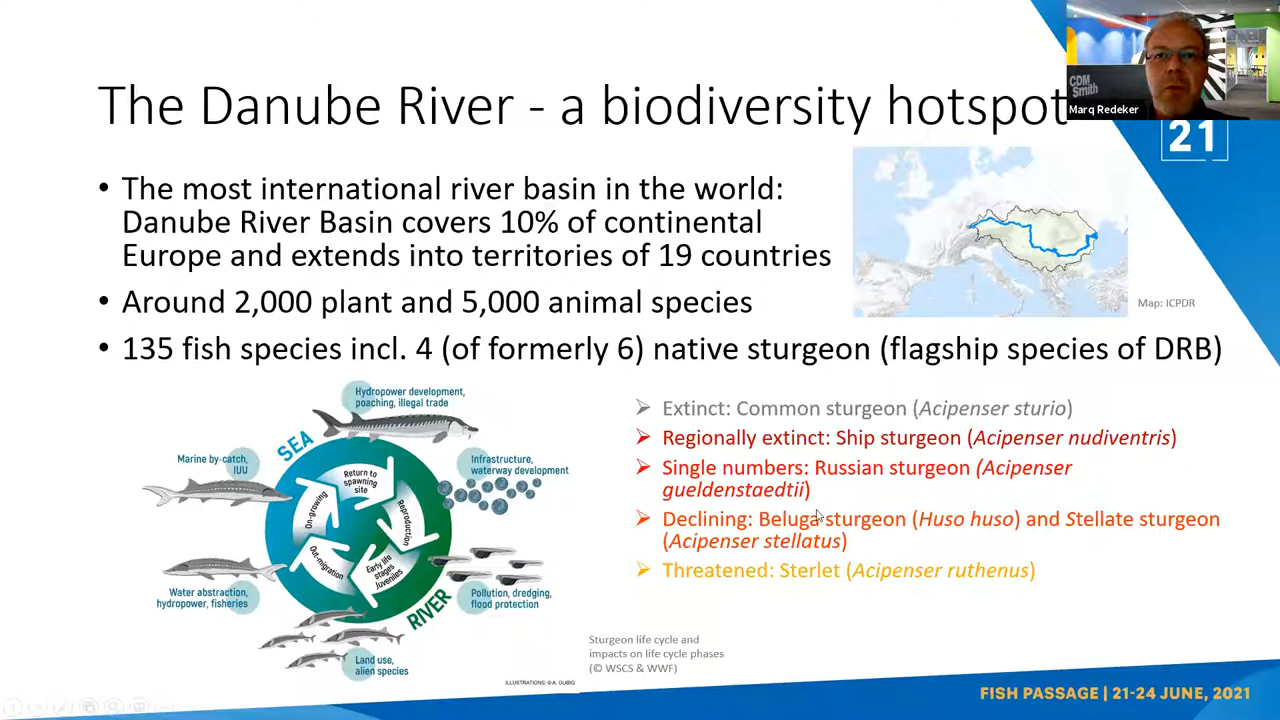 The Danube River - a biodiversity hotspot
CDM
Smith
Marq Redeker
21
• The most international river basin in the world:
Danube River Basin covers 10% of continental
Europe and extends into territories of 19 countries
Map: ICPDR
• Around 2,000 plant and 5,000 animal species
• 135 fish species incl. 4 (of formerly 6) native sturgeon (flagship species of DRB)
Hydropower development,
poaching, illegal trade
SEA
Marine by-catch,
IUU
Infrastructure,
waterway development
Return to
spawning
site
On-growing
Reproduction
Out-migration
Early life
stages
Juveniles
RIVER
Water abstraction,
hydropower, fisheries
Pollution, dredging,
flood protection
Land use,
alien species
ILLUSTRATIONS: © A. GUBIG
Extinct: Common sturgeon (Acipenser sturio)
Regionally extinct: Ship sturgeon (Acipenser nudiventris)
Single numbers: Russian sturgeon (Acipenser
gueldenstaedtii)
Declining: Beluga sturgeon (Huso huso) and Stellate sturgeon
(Acipenser stellatus)
Threatened: Sterlet (Acipenser ruthenus)
Sturgeon life cycle and
impacts on life cycle phases
(© WSCS & WWF)
FISH PASSAGE | 21-24 JUNE, 2021